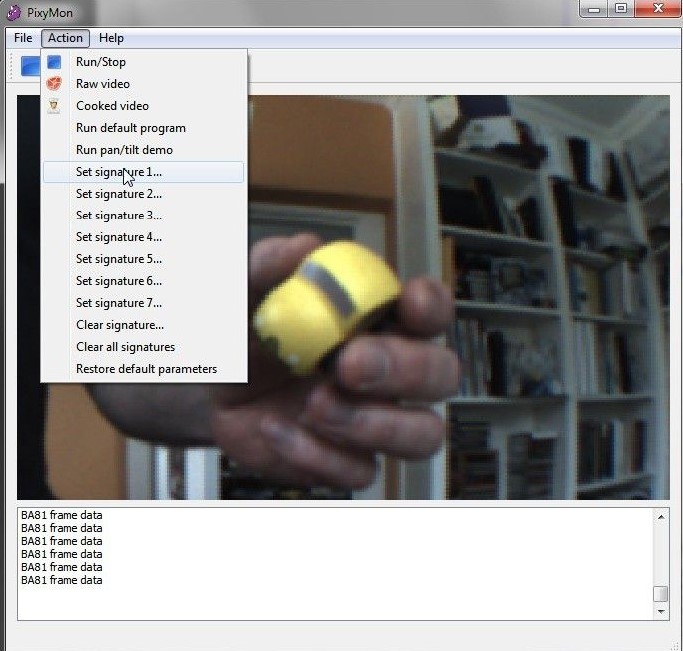 PixyMon
File Action Help
Run/Stop
Raw video
Cooked video
Run default program
Run pan/tilt demo
Set signature 1...
Set signature 2...
Set signature 3...
Set signature 4...
Set signature 5...
Set signature 6...
Set signature 7...
Clear signature...
Clear all signatures
Restore default parameters
BA81 frame data
BA81 frame data
BA81 frame data
BA81 frame data
BA81 frame data
BA81 frame data